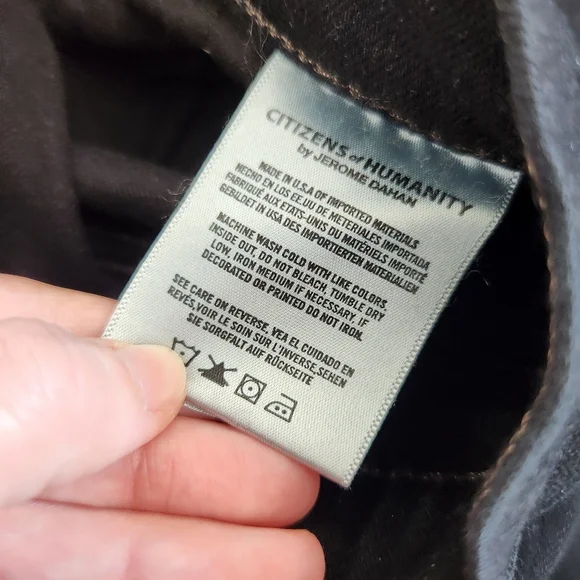 CITIZENS of HUMANITY
by JEROME DAHAN
MADE IN U.S.A OF IMPORTED MATERIALS
HECHO EN LOS EE.UU DE METERIALES IMPORTADA
FABRIQUÉ AUX ETATS-UNIS DU MATÉRIELS IMPORTÉ
GEBILDET IN USA DES IMPORTIERTEN MATERIALIEN
MACHINE WASH COLD WITH LIKE COLORS,
INSIDE OUT, DO NOT BLEACH, TUMBLE DRY
LOW, IRON MEDIUM IF NECESSARY, IF
DECORATED OR PRINTED DO NOT IRON.
SEE CARE ON REVERSE, VEA EL CUIDADO EN
REVÉS, VOIR LE SOIN SUR L'INVERSE, SEHEN
SIE SORGFALT AUF RÜCKSEITE